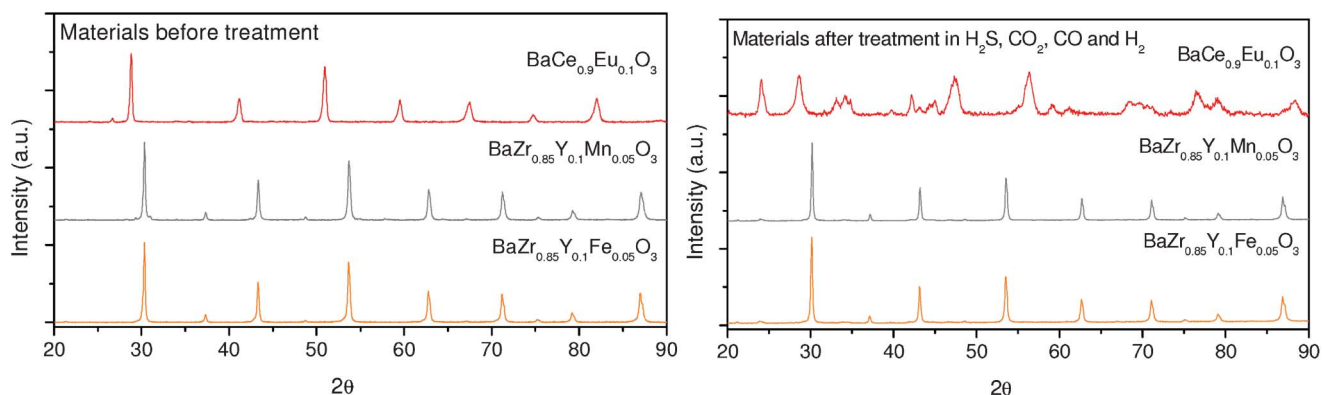 Materials before treatment
BaCe₀.₉Eu₀.₁O₃
BaZr₀.₈₅Y₀.₁Mn₀.₀₅O₃
BaZr₀.₈₅Y₀.₁Fe₀.₀₅O₃
Intensity (a.u.)
20 30 40 50 60 70 80 90
2θ
Materials after treatment in H₂S, CO₂, CO and H₂
BaCe₀.₉Eu₀.₁O₃
BaZr₀.₈₅Y₀.₁Mn₀.₀₅O₃
BaZr₀.₈₅Y₀.₁Fe₀.₀₅O₃
Intensity (a.u.)
20 30 40 50 60 70 80 90
2θ